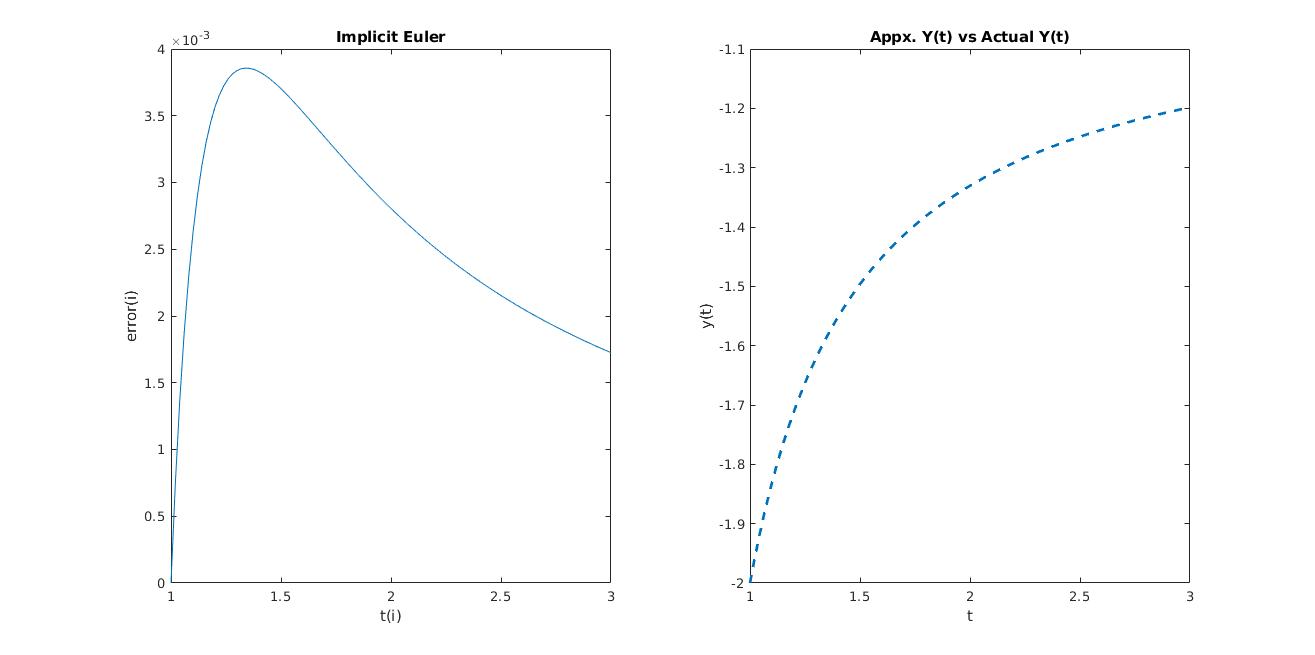 Implicit Euler
×10-3
4
3.5
3
2.5
2
1.5
1
0.5
0
error(i)
1 1.5 2 2.5 3
t(i)
Appx. Y(t) vs Actual Y(t)
-1.1
-1.2
-1.3
-1.4
-1.5
-1.6
-1.7
-1.8
-1.9
-2
y(t)
1 1.5 2 2.5 3
t